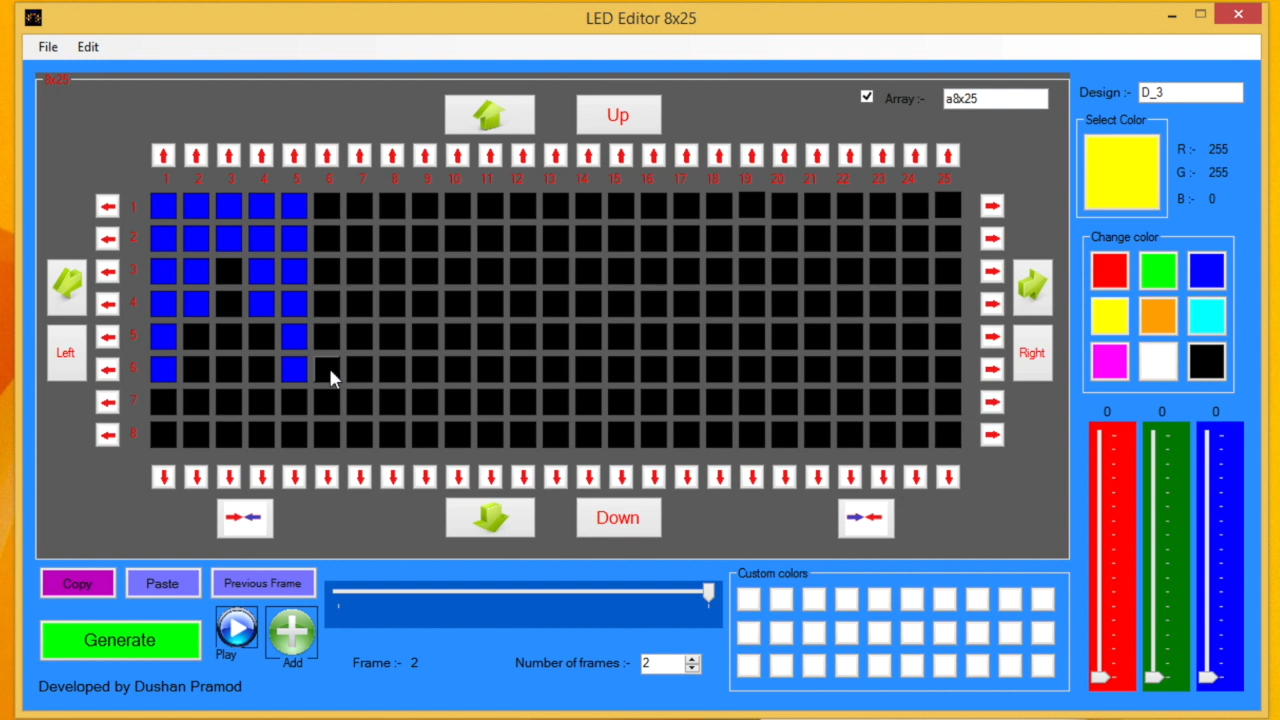 LED Editor 8x25
File Edit
8x25
Array :- a8x25
Design :- D_3
Up
Select Color
R :- 255
G :- 255
B :- 0
1 2 3 4 5 6 7 8 9 10 11 12 13 14 15 16 17 18 19 20 21 22 23 24 25
1
2
3
4
5
6
7
8
Left
Right
Change color
0 0 0
Down
Copy Paste Previous Frame
Custom colors
Generate
Play
Add
Frame :- 2
Number of frames :- 2
Developed by Dushan Pramod